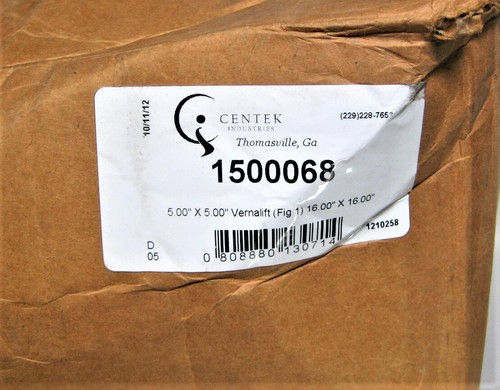 10/11/12
CENTEK
INDUSTRIES
(229)228-765
Thomasville, Ga
1500068
5.00" X 5.00" Vernalift (Fig 1) 16.00" X 16.00"
1210258
D
05
0 808880 130714